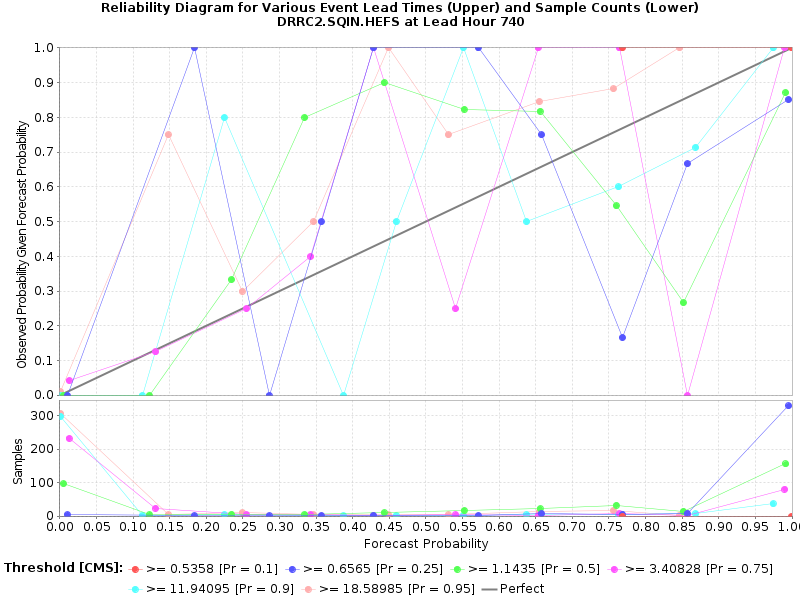 Reliability Diagram for Various Event Lead Times (Upper) and Sample Counts (Lower)
DRRC2.SQIN.HEFS at Lead Hour 740
Observed Probability Given Forecast Probability
1.0
0.9
0.8
0.7
0.6
0.5
0.4
0.3
0.2
0.1
0.0
Samples
300
200
100
0
0.00 0.05 0.10 0.15 0.20 0.25 0.30 0.35 0.40 0.45 0.50 0.55 0.60 0.65 0.70 0.75 0.80 0.85 0.90 0.95 1.0
Forecast Probability
Threshold [CMS]: >= 0.5358 [Pr = 0.1] >= 0.6565 [Pr = 0.25] >= 1.1435 [Pr = 0.5] >= 3.40828 [Pr = 0.75]
>= 11.94095 [Pr = 0.9] >= 18.58985 [Pr = 0.95] Perfect